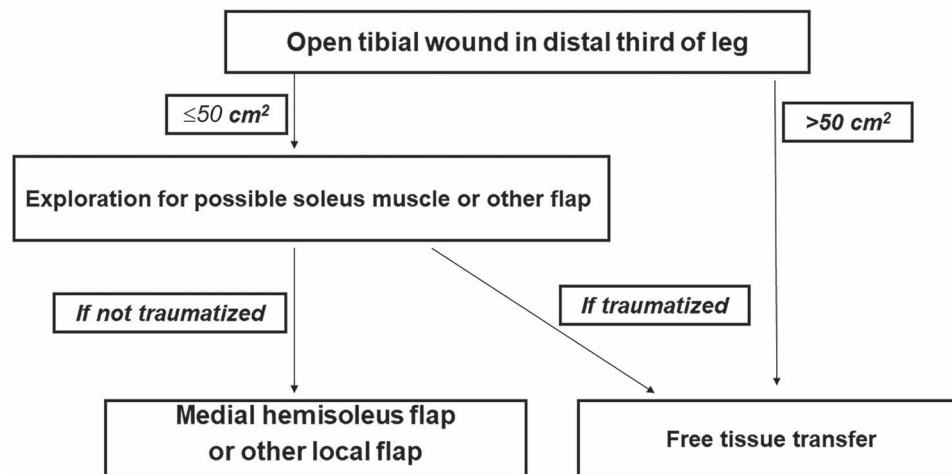 Open tibial wound in distal third of leg
≤50 cm²
>50 cm²
Exploration for possible soleus muscle or other flap
If not traumatized
If traumatized
Medial hemisoleus flap
or other local flap
Free tissue transfer